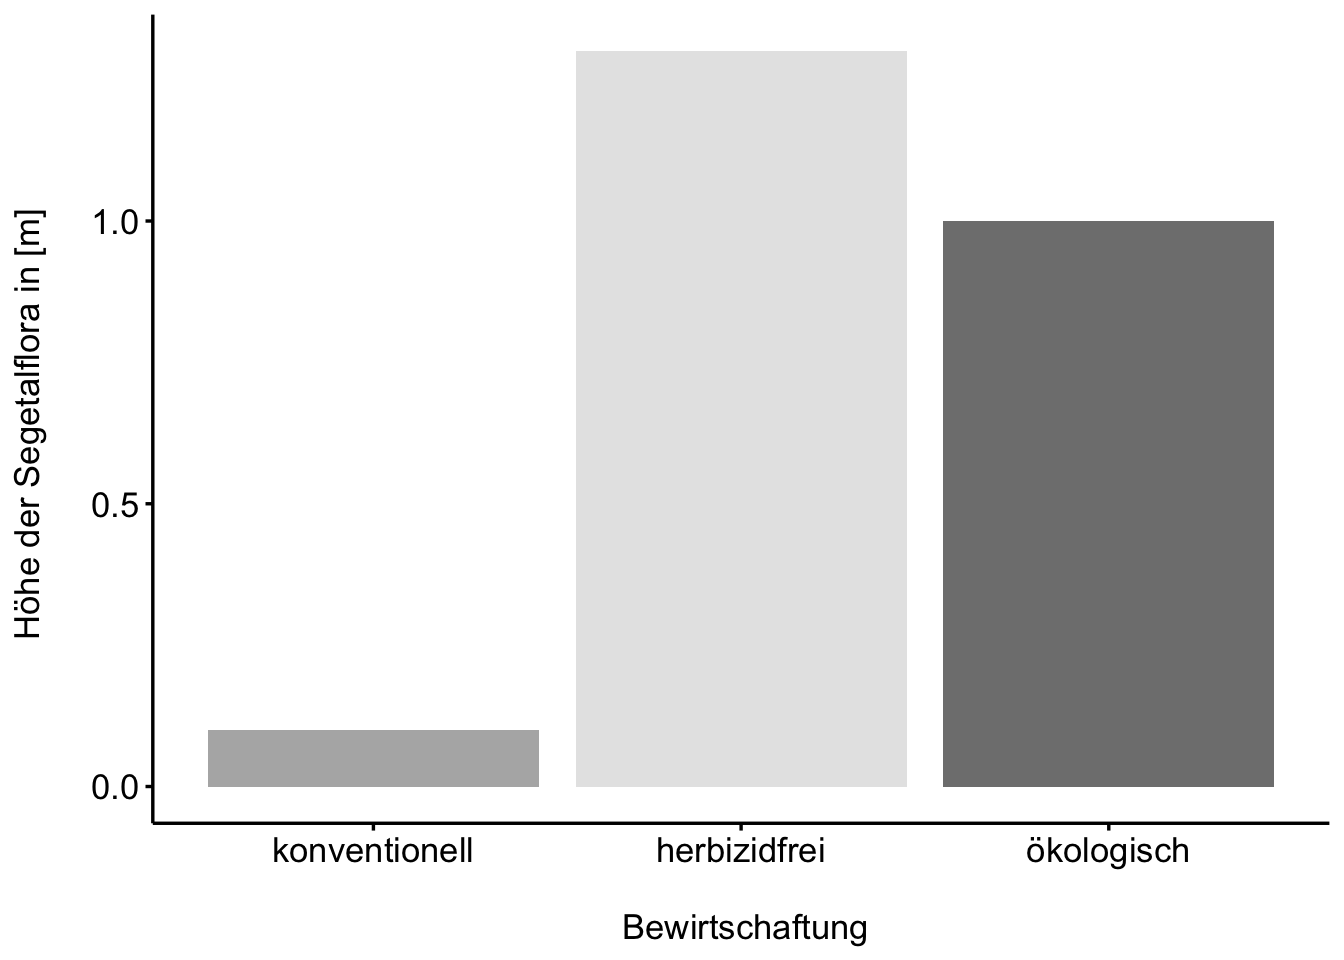 Höhe der Segetalflora in [m]
1.0
0.5
0.0
konventionell herbizidfrei ökologisch
Bewirtschaftung